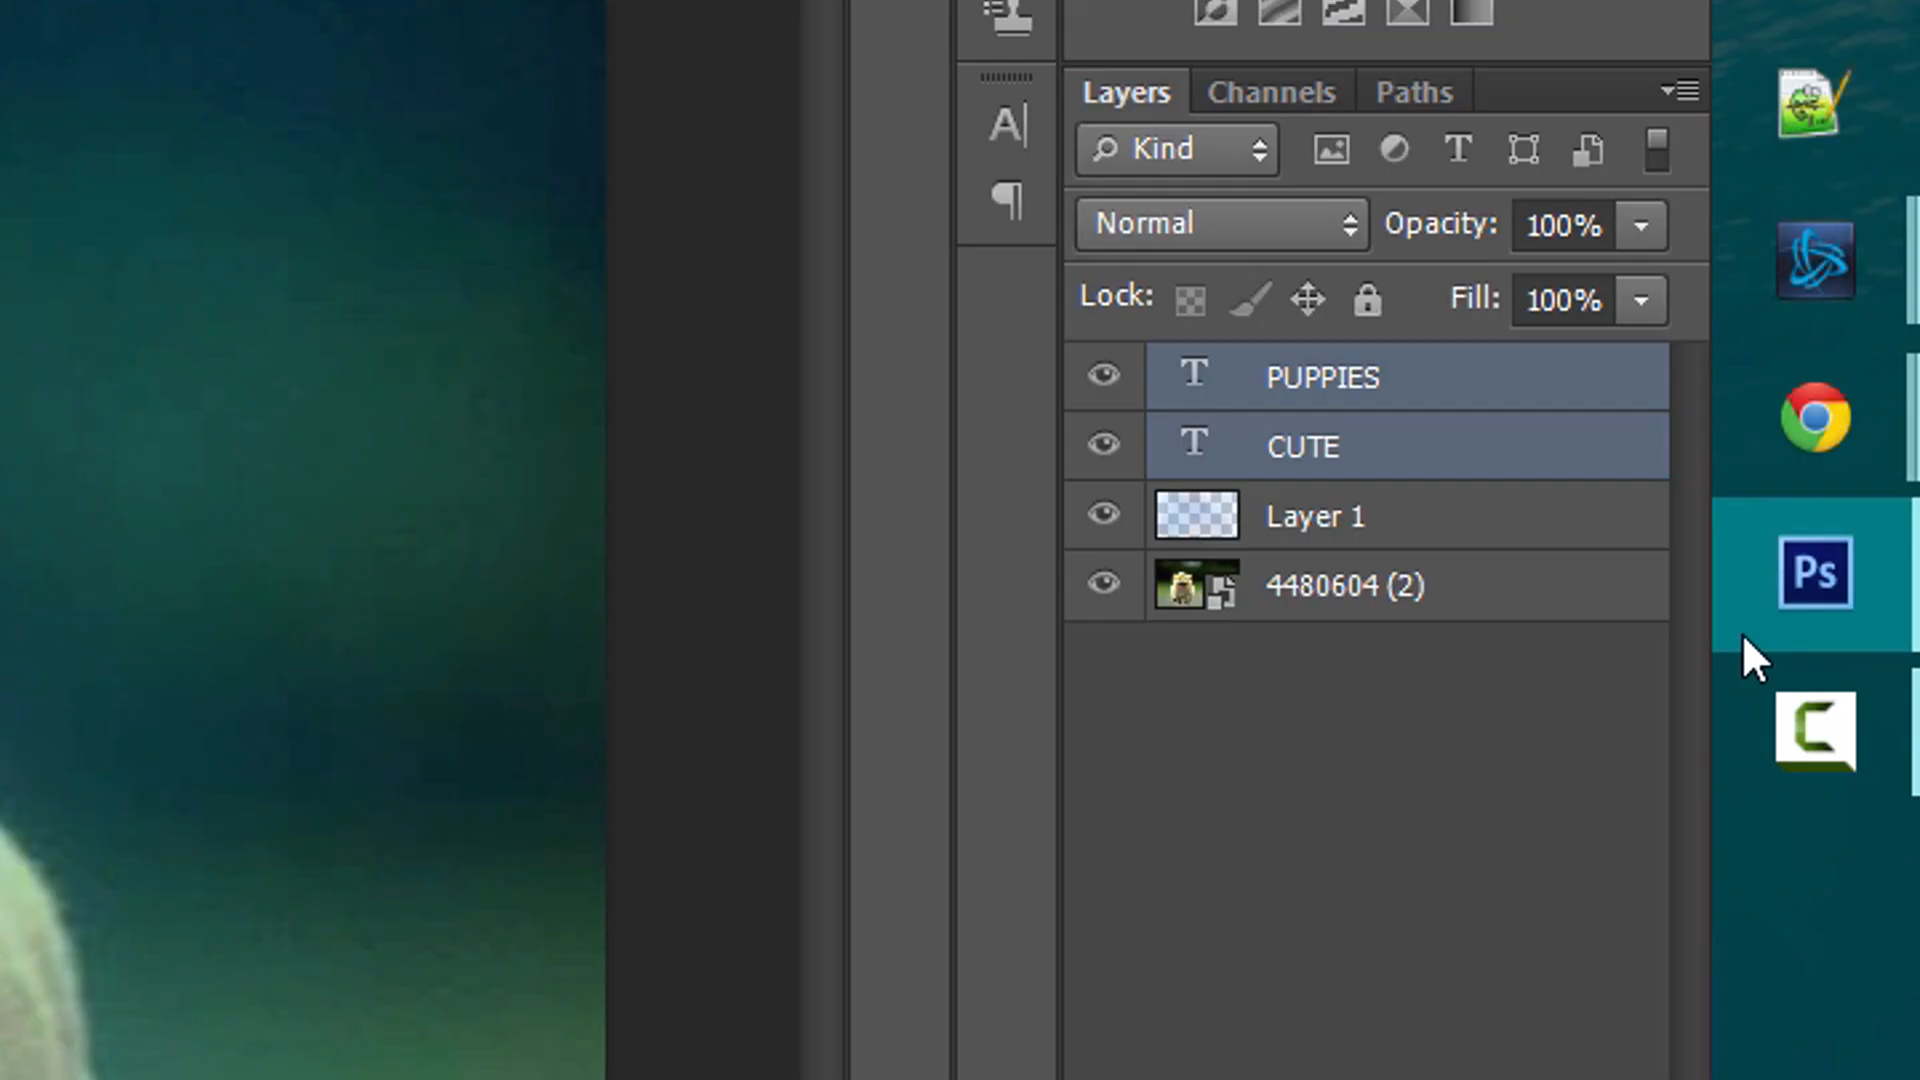 Layers Channels Paths
Kind
Normal Opacity: 100%
Lock: Fill: 100%
T PUPPIES
T CUTE
Layer 1
4480604 (2)
A
Ps
C